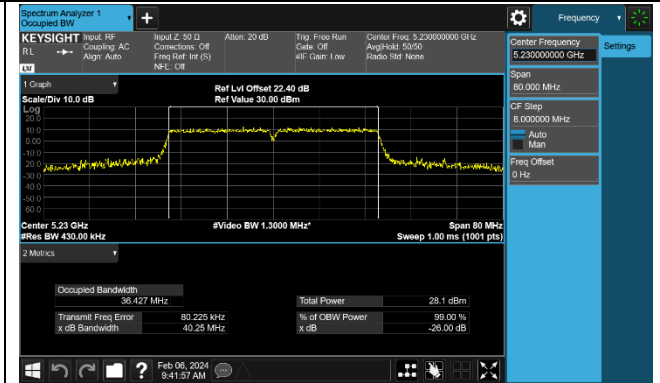 Spectrum Analyzer 1
Occupied BW
Frequency
KEYSIGHT
RL
LXI
Input: RF
Coupling: AC
Align: Auto
Input Z: 50 Ω
Corrections: Off
Freq Ref: Int (S)
NFE: Off
Atten: 20 dB
Trig: Free Run
Gate: Off
#IF Gain: Low
Center Freq: 5.230000000 GHz
Avg|Hold: 50/50
Radio Std: None
Center Frequency
5.230000000 GHz
Settings
Span
80.000 MHz
CF Step
8.000000 MHz
Auto
Man
Freq Offset
0 Hz
1 Graph
Scale/Div 10.0 dB
Ref Lvl Offset 22.40 dB
Ref Value 30.00 dBm
Log
20.0
10.0
0.00
-10.0
-20.0
-30.0
-40.0
-50.0
-60.0
Center 5.23 GHz
#Video BW 1.3000 MHz*
Span 80 MHz
#Res BW 430.00 kHz
Sweep 1.00 ms (1001 pts)
2 Metrics
Occupied Bandwidth
36.427 MHz
Total Power 28.1 dBm
Transmit Freq Error 80.225 kHz
% of OBW Power 99.00 %
x dB Bandwidth 40.25 MHz
x dB -26.00 dB
?
Feb 06, 2024
9:41:57 AM